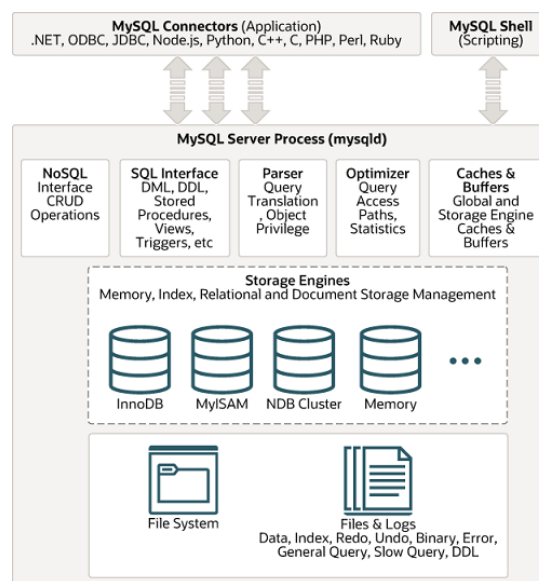 MySQL Connectors (Application)
.NET, ODBC, JDBC, Node.js, Python, C++, C, PHP, Perl, Ruby
MySQL Shell
(Scripting)
MySQL Server Process (mysqld)
NoSQL
Interface
CRUD
Operations
SQL Interface
DML, DDL,
Stored
Procedures,
Views,
Triggers, etc
Parser
Query
Translation
, Object
Privilege
Optimizer
Query
Access
Paths,
Statistics
Caches &
Buffers
Global and
Storage Engine
Caches &
Buffers
Storage Engines
Memory, Index, Relational and Document Storage Management
InnoDB
MyISAM
NDB Cluster
Memory
File System
Files & Logs
Data, Index, Redo, Undo, Binary, Error,
General Query, Slow Query, DDL